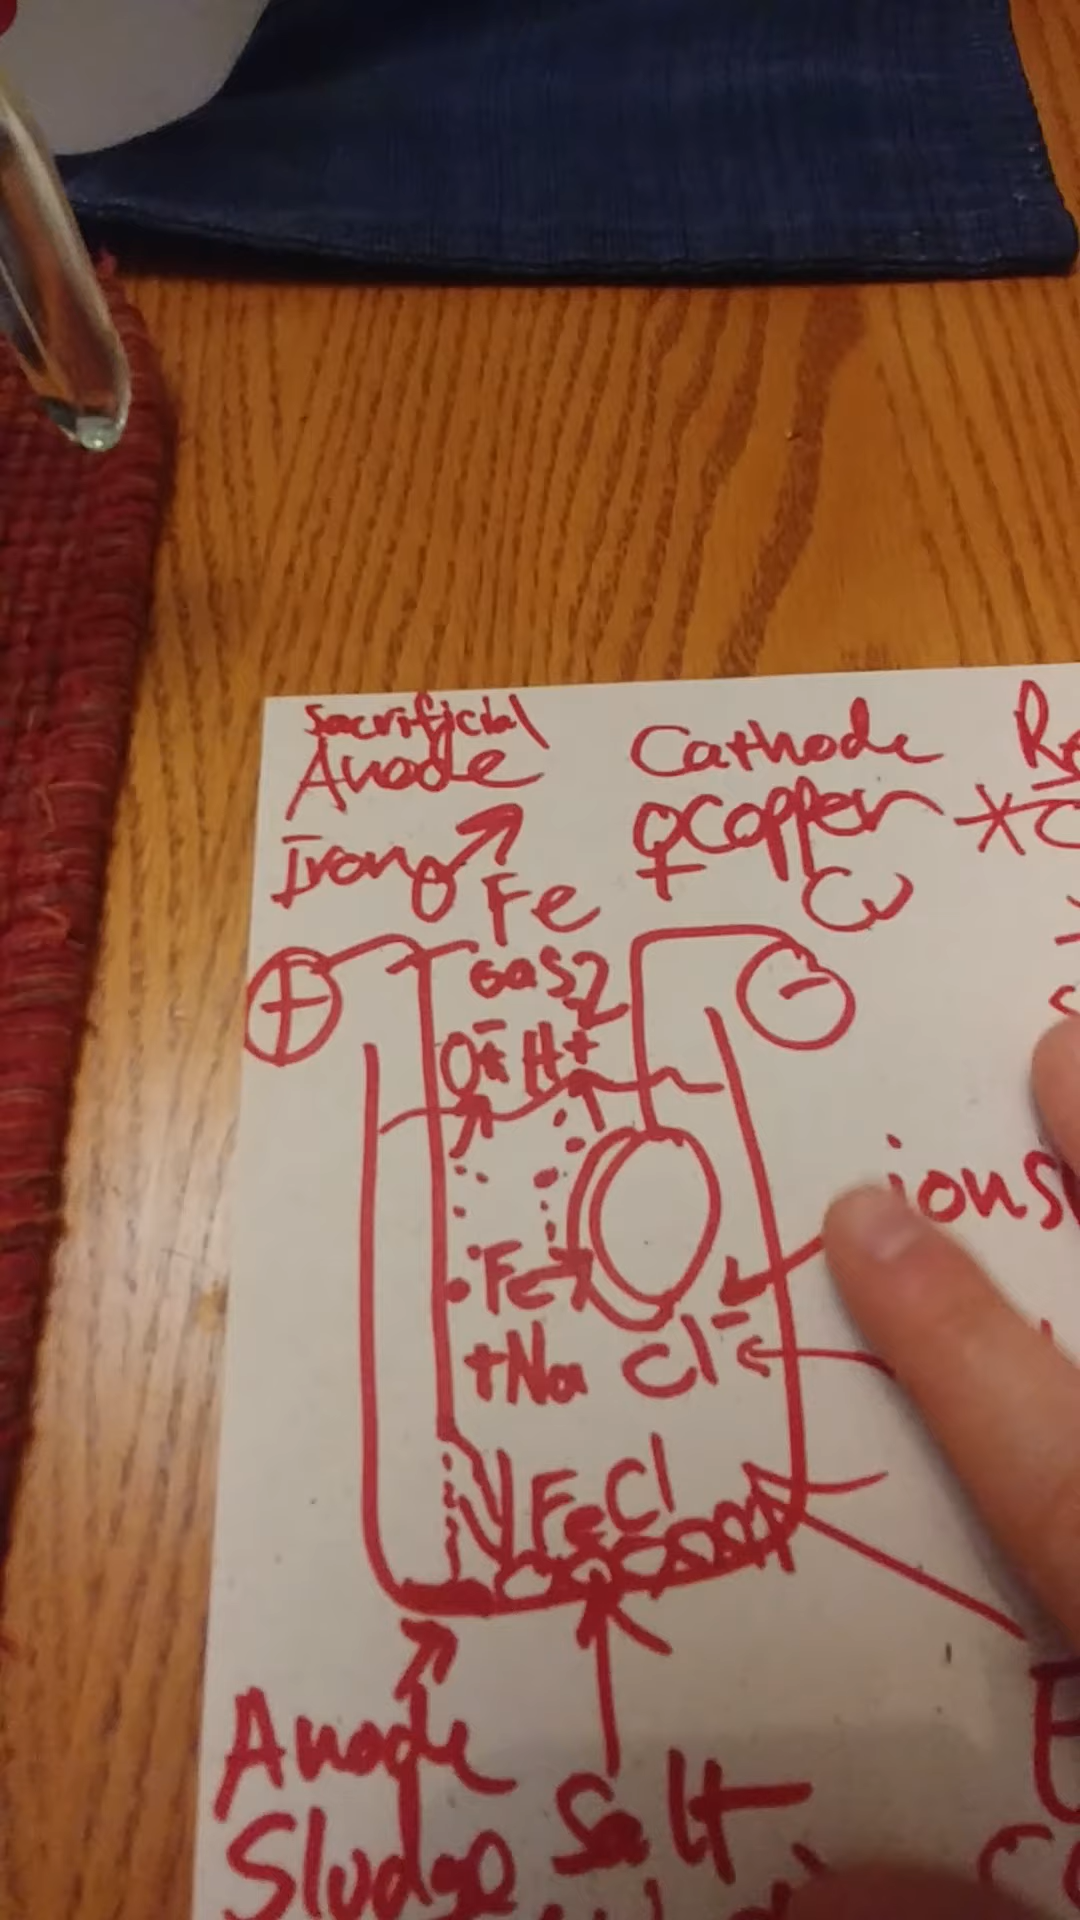 Sacrificial
Anode
Iron ♂ Fe
Cathode
♀ Copper
Cu
+
-
Gas
O- H+
Fe
+Na Cl-
ions
FeCl
Anode
Sludge
Salt